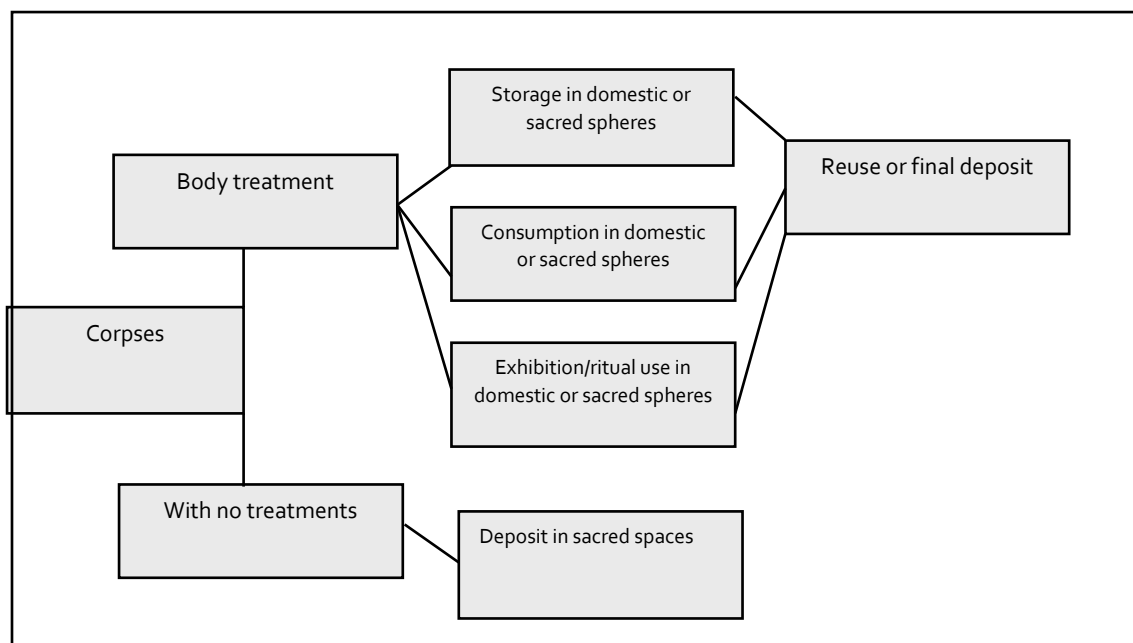 Storage in domestic or
sacred spheres
Body treatment
Reuse or final deposit
Consumption in domestic
or sacred spheres
Corpses
Exhibition/ritual use in
domestic or sacred spheres
With no treatments
Deposit in sacred spaces